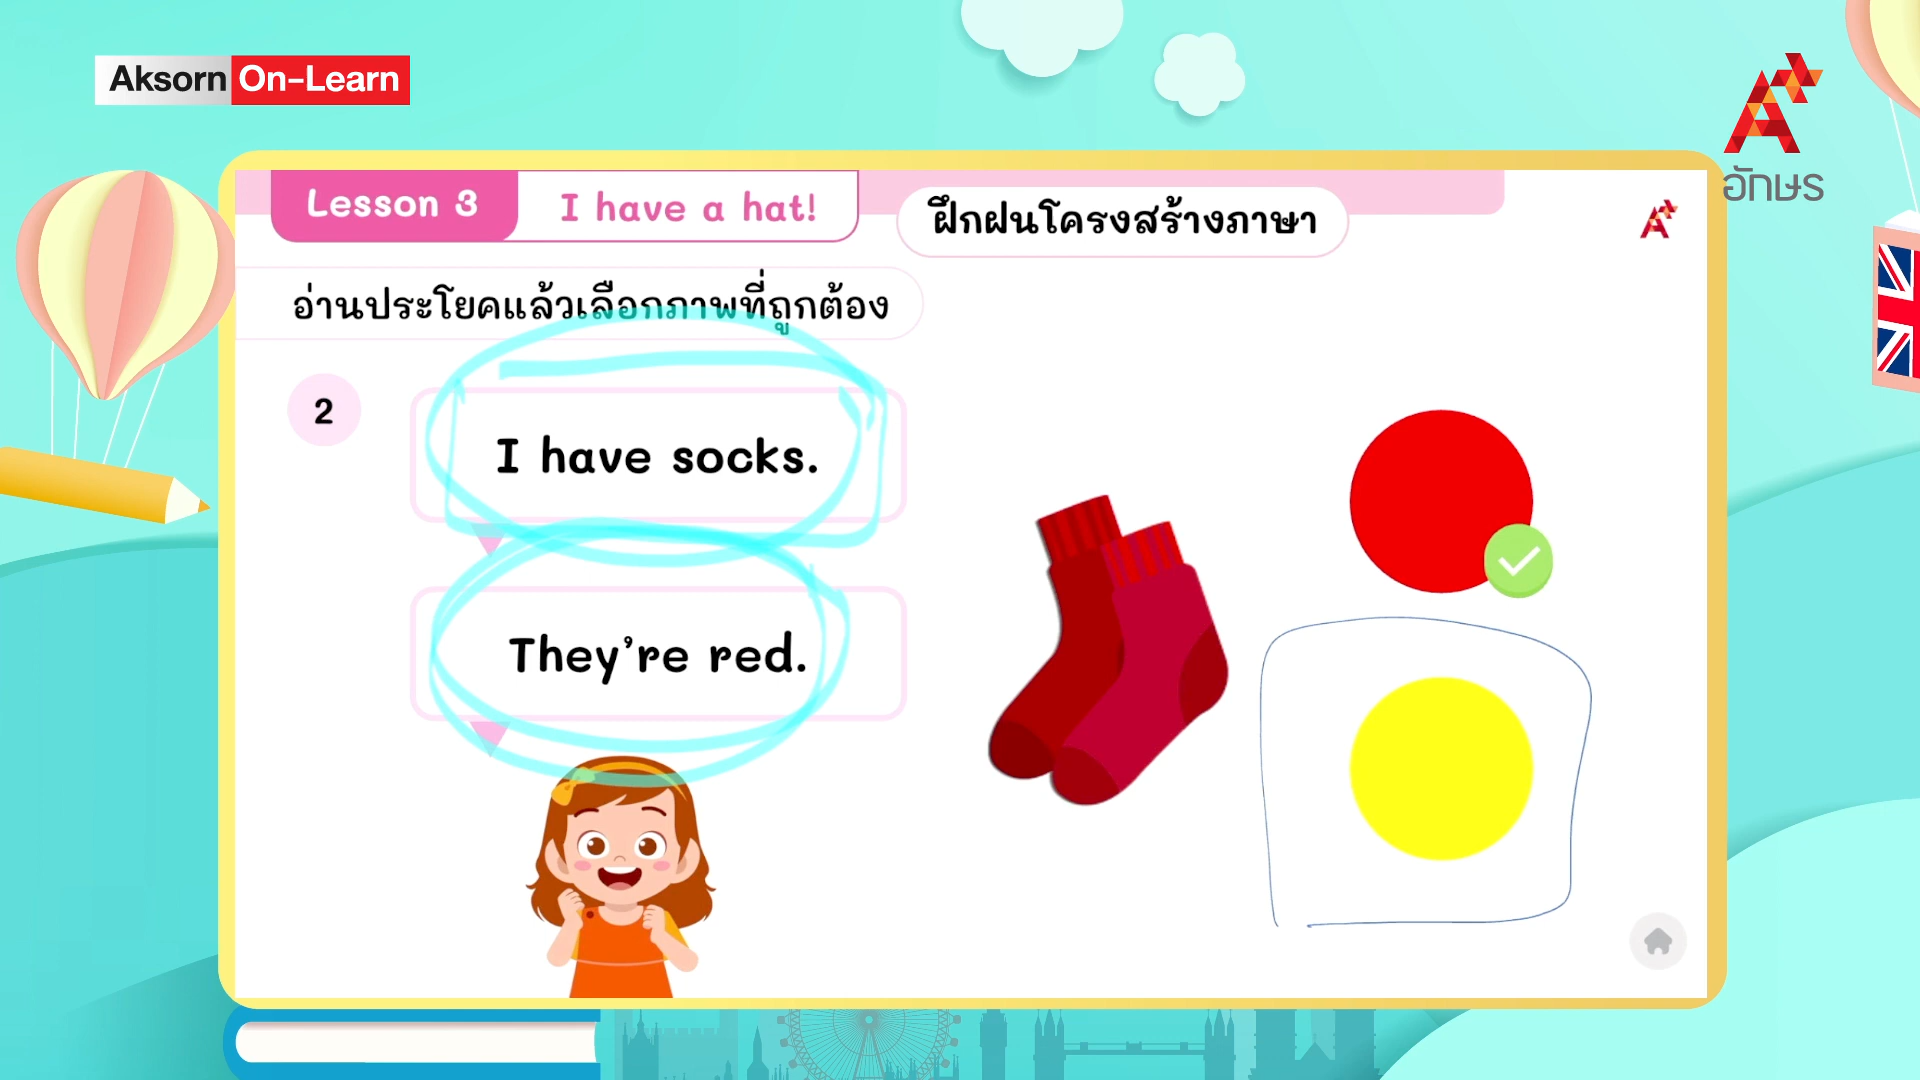 Aksorn On-Learn
อักษร
Lesson 3
I have a hat!
ฝึกฝนโครงสร้างภาษา
อ่านประโยคแล้วเลือกภาพที่ถูกต้อง
2
I have socks.
They're red.